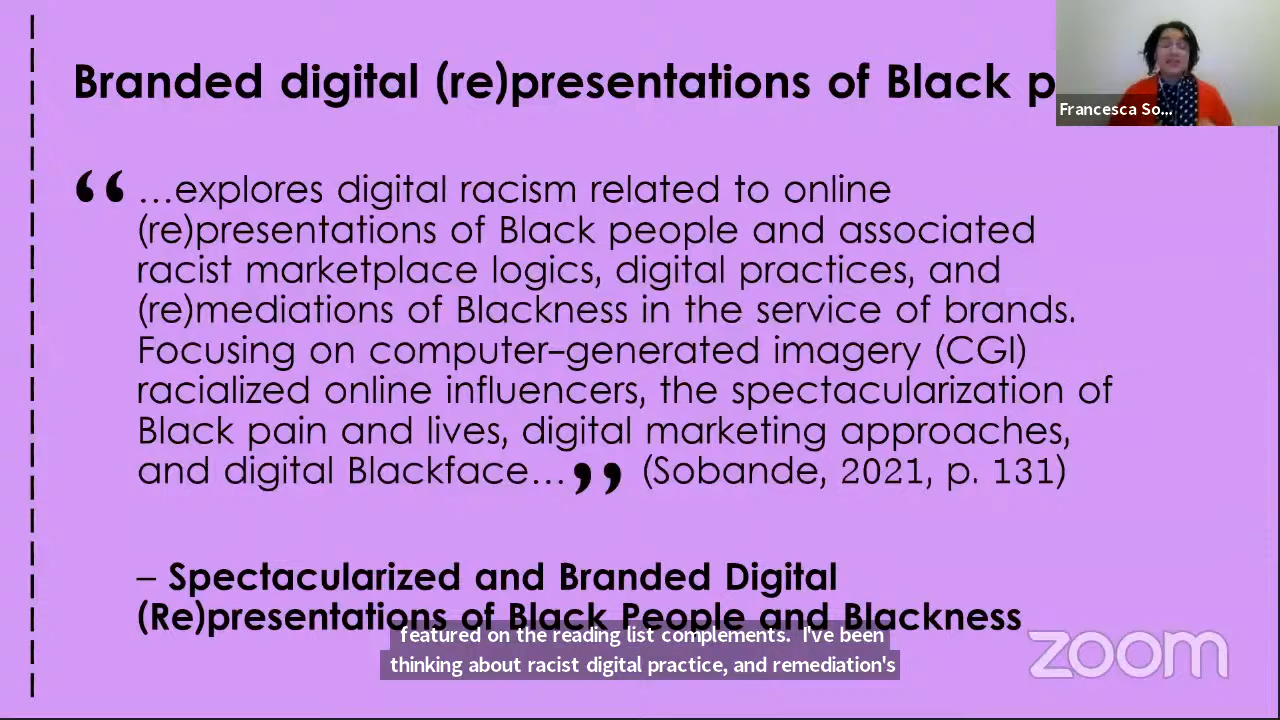 Branded digital (re)presentations of Black p
Francesca So...
“ …explores digital racism related to online
(re)presentations of Black people and associated
racist marketplace logics, digital practices, and
(re)mediations of Blackness in the service of brands.
Focusing on computer–generated imagery (CGI)
racialized online influencers, the spectacularization of
Black pain and lives, digital marketing approaches,
and digital Blackface… ” (Sobande, 2021, p. 131)
– Spectacularized and Branded Digital
(Re)presentations of Black People and Blackness
featured on the reading list complements. I've been
thinking about racist digital practice, and remediation's
zoom